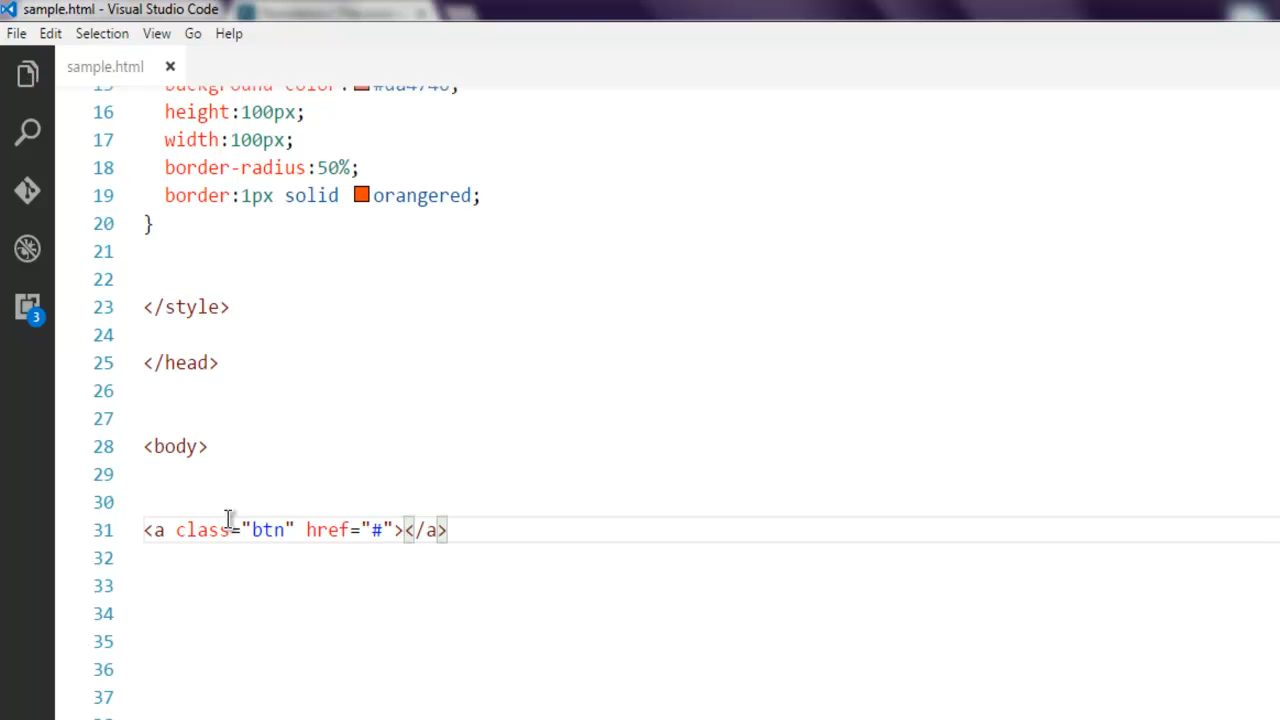 sample.html - Visual Studio Code
File Edit Selection View Go Help
sample.html
16 height:100px;
17 width:100px;
18 border-radius:50%;
19 border:1px solid orangered;
20 }
21
22
23 </style>
24
25 </head>
26
27
28 <body>
29
30
31 <a class="btn" href="#"></a>
32
33
34
35
36
37
3